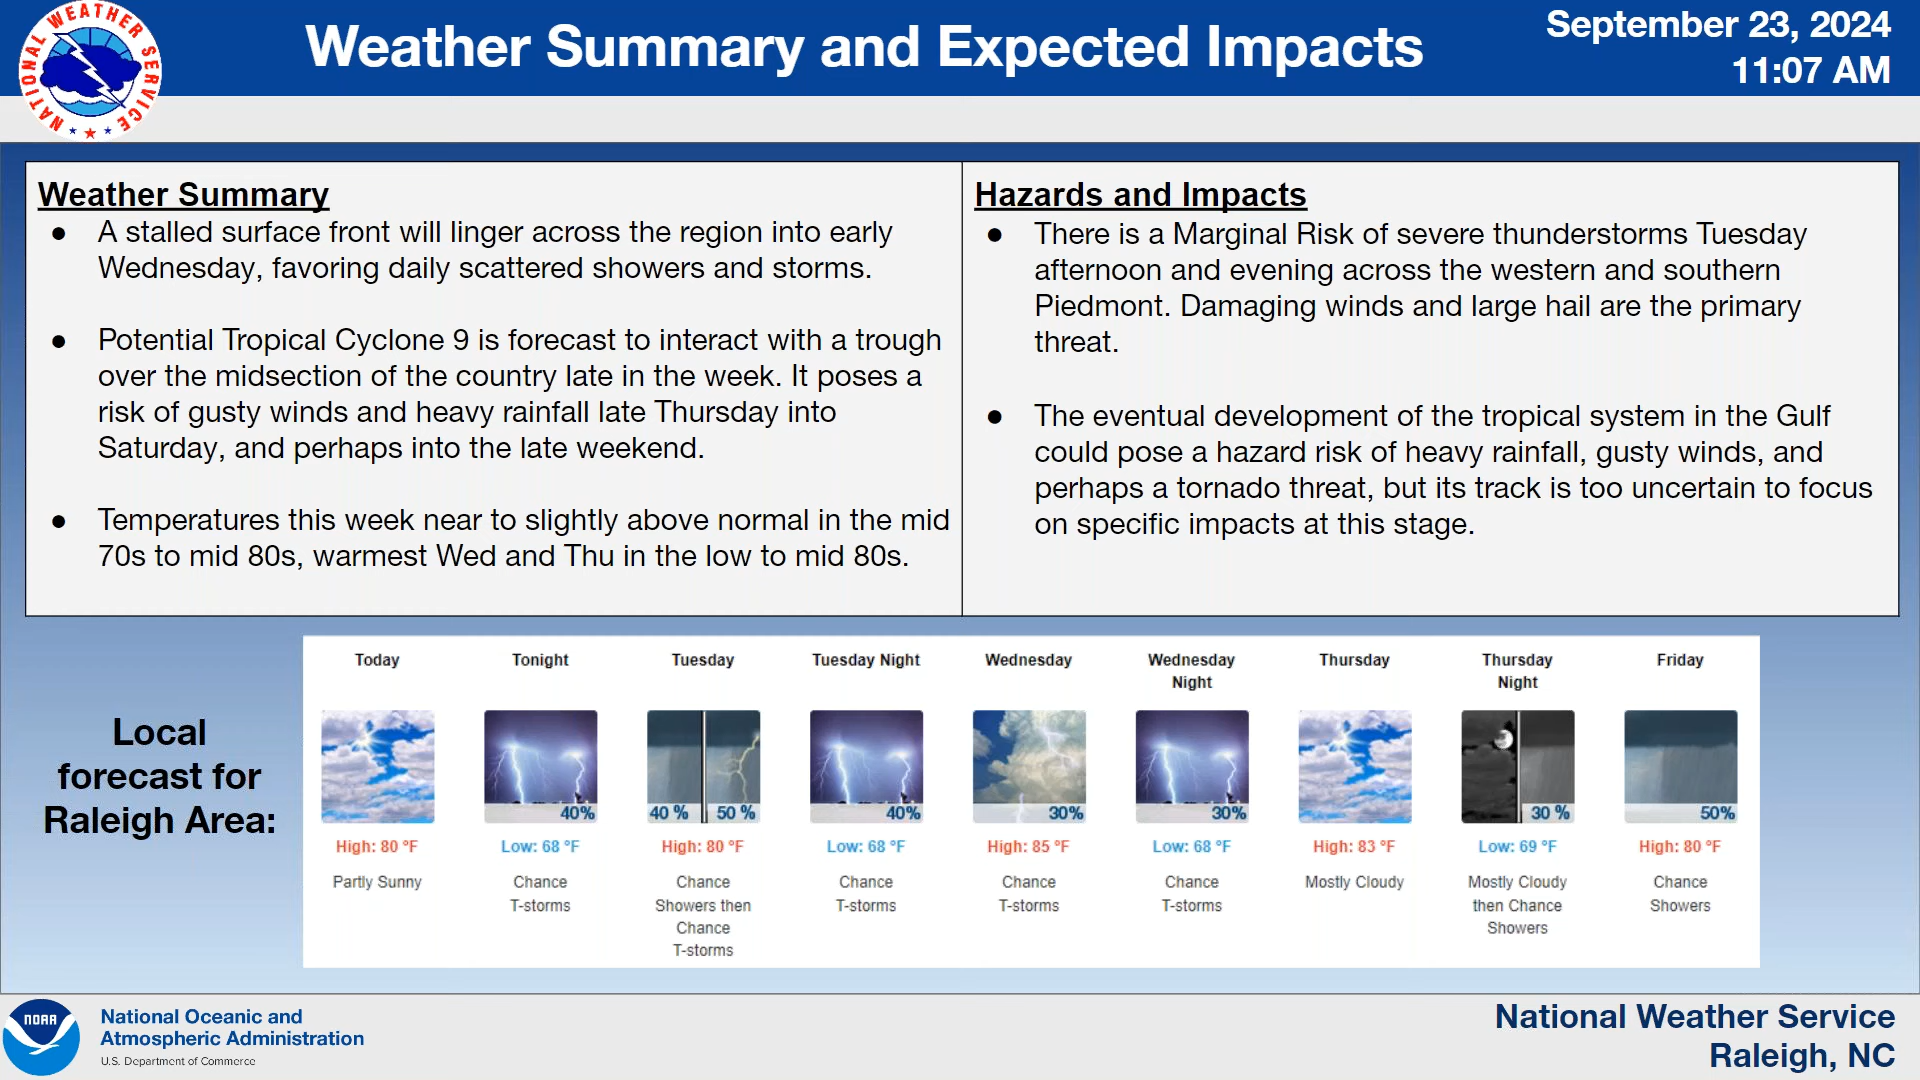 NATIONAL WEATHER SERVICE
Weather Summary and Expected Impacts
September 23, 2024
11:07 AM
Weather Summary
● A stalled surface front will linger across the region into early
Wednesday, favoring daily scattered showers and storms.
● Potential Tropical Cyclone 9 is forecast to interact with a trough
over the midsection of the country late in the week. It poses a
risk of gusty winds and heavy rainfall late Thursday into
Saturday, and perhaps into the late weekend.
● Temperatures this week near to slightly above normal in the mid
70s to mid 80s, warmest Wed and Thu in the low to mid 80s.
Hazards and Impacts
● There is a Marginal Risk of severe thunderstorms Tuesday
afternoon and evening across the western and southern
Piedmont. Damaging winds and large hail are the primary
threat.
● The eventual development of the tropical system in the Gulf
could pose a hazard risk of heavy rainfall, gusty winds, and
perhaps a tornado threat, but its track is too uncertain to focus
on specific impacts at this stage.
Local
forecast for
Raleigh Area:
Today
High: 80 °F
Partly Sunny
Tonight
40%
Low: 68 °F
Chance
T-storms
Tuesday
40 % 50 %
High: 80 °F
Chance
Showers then
Chance
T-storms
Tuesday Night
40%
Low: 68 °F
Chance
T-storms
Wednesday
30%
High: 85 °F
Chance
T-storms
Wednesday
Night
30%
Low: 68 °F
Chance
T-storms
Thursday
High: 83 °F
Mostly Cloudy
Thursday
Night
30 %
Low: 69 °F
Mostly Cloudy
then Chance
Showers
Friday
50%
High: 80 °F
Chance
Showers
NOAA
National Oceanic and
Atmospheric Administration
U.S. Department of Commerce
National Weather Service
Raleigh, NC